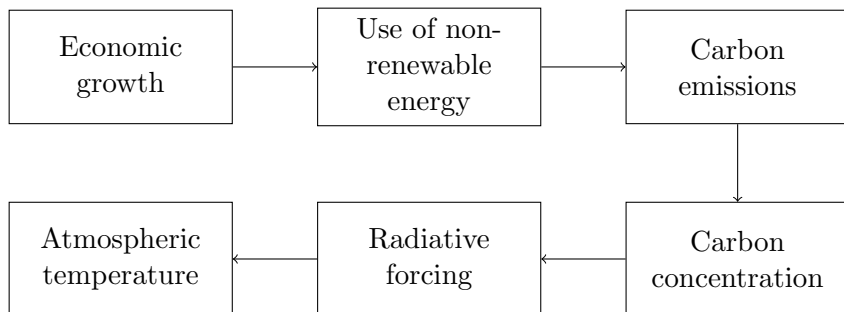 Economic
growth
Use of non-
renewable
energy
Carbon
emissions
Atmospheric
temperature
Radiative
forcing
Carbon
concentration